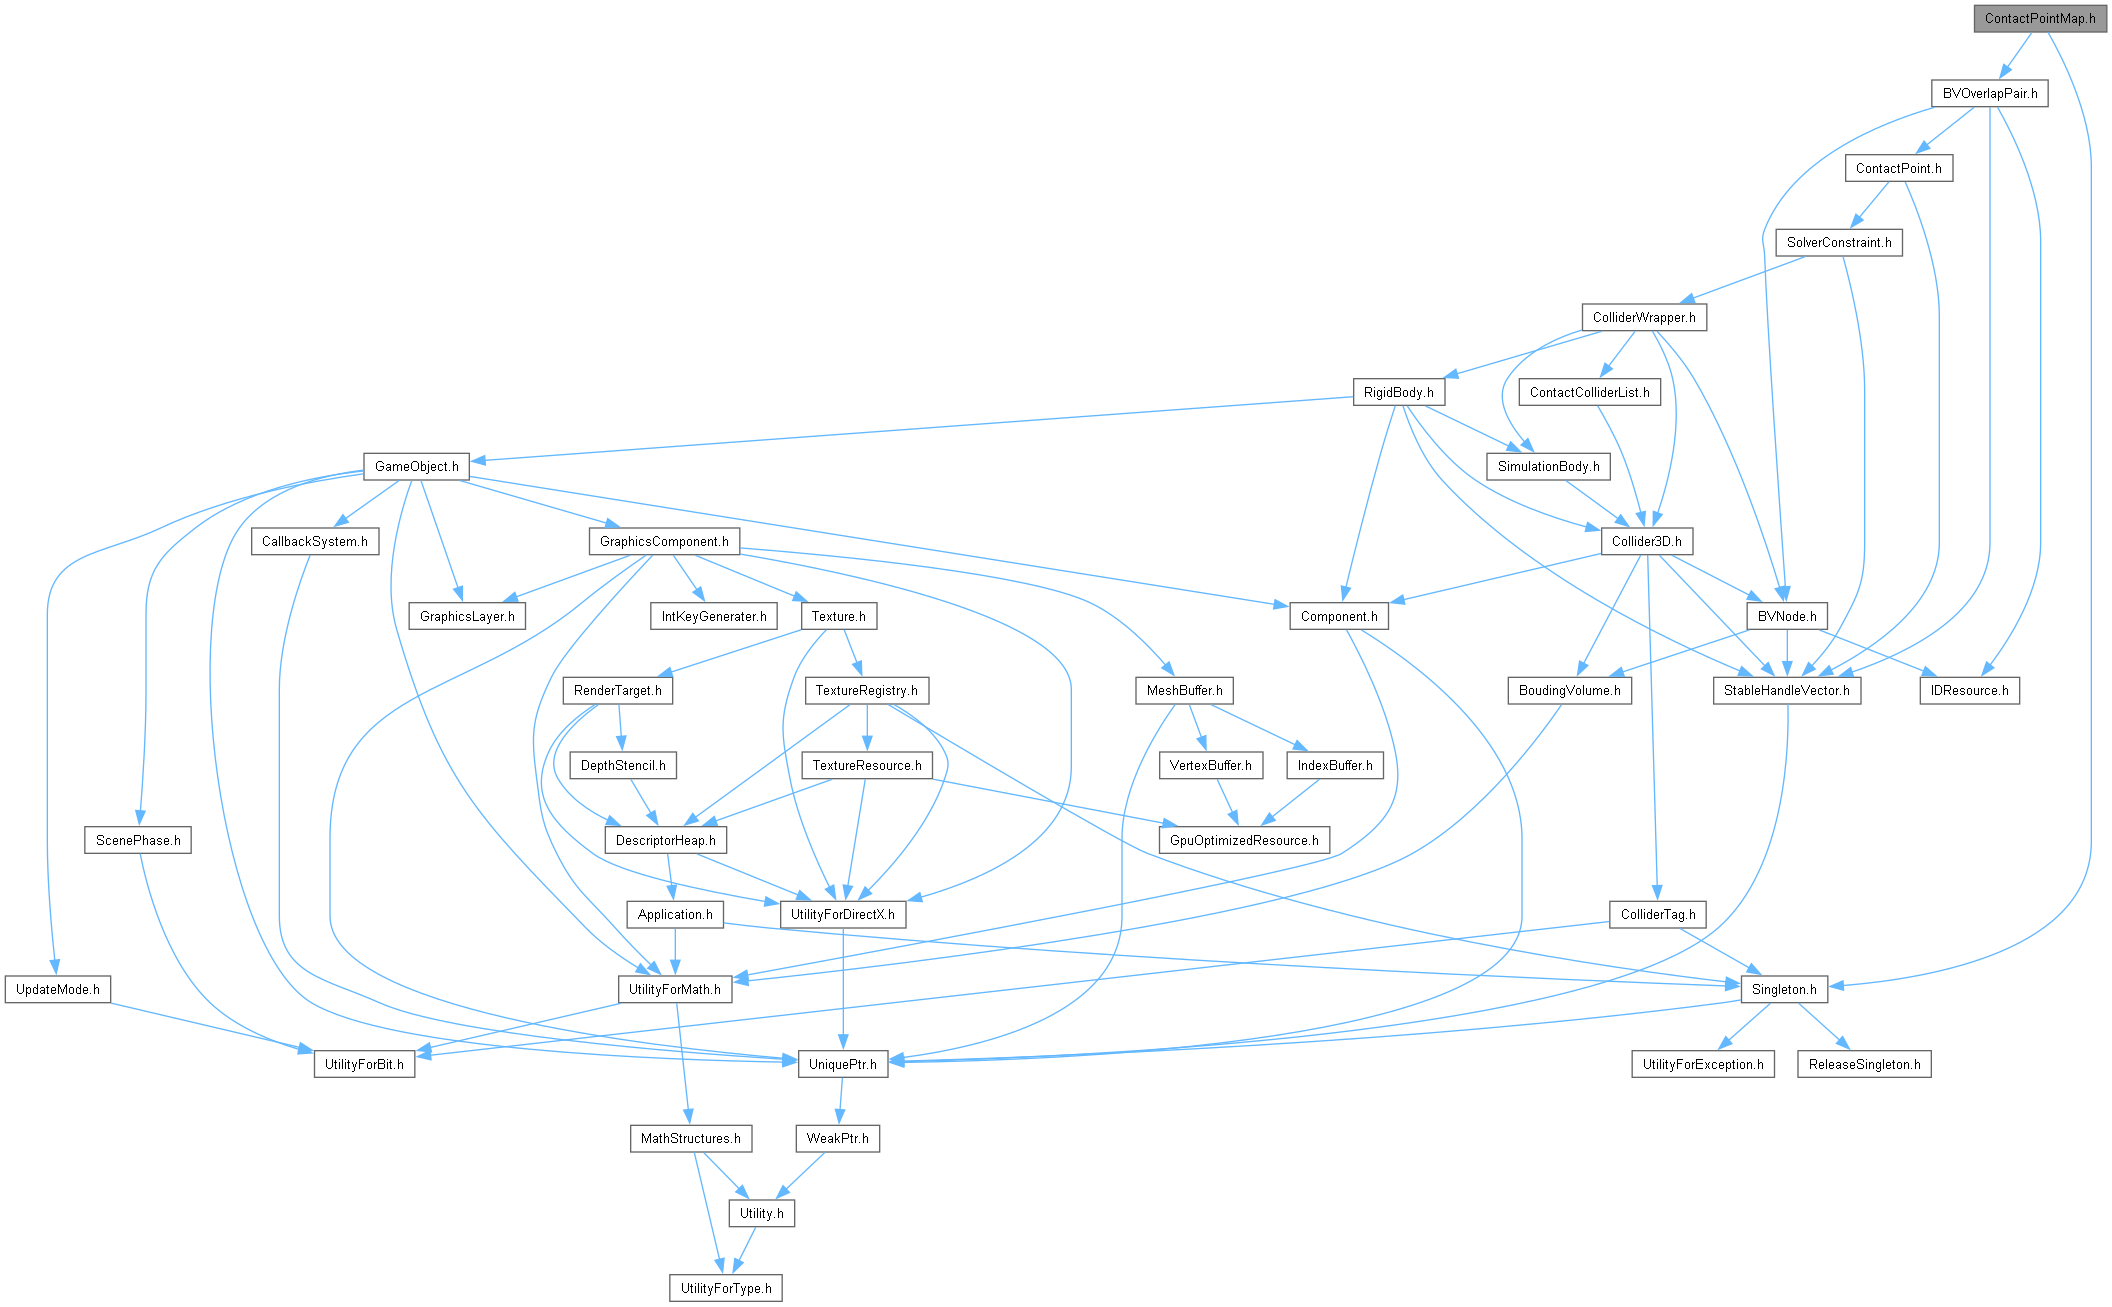 ContactPointMap.h
BVOverlapPair.h
ContactPoint.h
SolverConstraint.h
ColliderWrapper.h
RigidBody.h
ContactColliderList.h
GameObject.h
SimulationBody.h
CallbackSystem.h
GraphicsComponent.h
Collider3D.h
GraphicsLayer.h
IntKeyGenerater.h
Texture.h
Component.h
BVNode.h
RenderTarget.h
TextureRegistry.h
MeshBuffer.h
BoudingVolume.h
StableHandleVector.h
IDResource.h
DepthStencil.h
TextureResource.h
VertexBuffer.h
IndexBuffer.h
ScenePhase.h
DescriptorHeap.h
GpuOptimizedResource.h
Application.h
UtilityForDirectX.h
ColliderTag.h
UpdateMode.h
UtilityForMath.h
Singleton.h
UtilityForBit.h
UniquePtr.h
UtilityForException.h
ReleaseSingleton.h
MathStructures.h
WeakPtr.h
Utility.h
UtilityForType.h